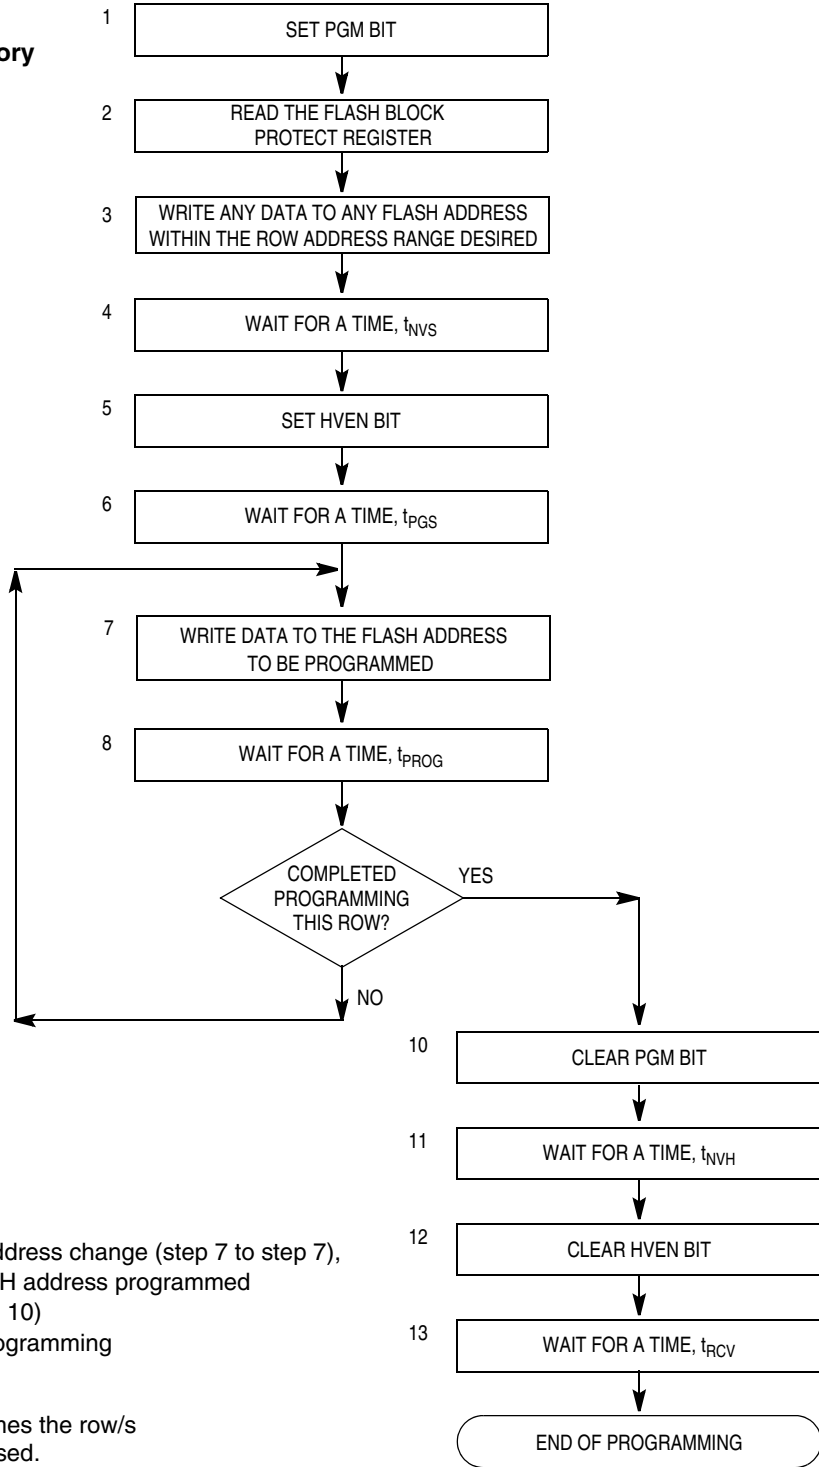 1
SET PGM BIT
ory
2
READ THE FLASH BLOCK
PROTECT REGISTER
3
WRITE ANY DATA TO ANY FLASH ADDRESS
WITHIN THE ROW ADDRESS RANGE DESIRED
4
WAIT FOR A TIME, tNVS
5
SET HVEN BIT
6
WAIT FOR A TIME, tPGS
7
WRITE DATA TO THE FLASH ADDRESS
TO BE PROGRAMMED
8
WAIT FOR A TIME, tPROG
COMPLETED
PROGRAMMING
THIS ROW?
YES
NO
10
CLEAR PGM BIT
11
WAIT FOR A TIME, tNVH
12
CLEAR HVEN BIT
13
WAIT FOR A TIME, tRCV
END OF PROGRAMMING
ddress change (step 7 to step 7),
H address programmed
10)
ogramming
nes the row/s
sed.